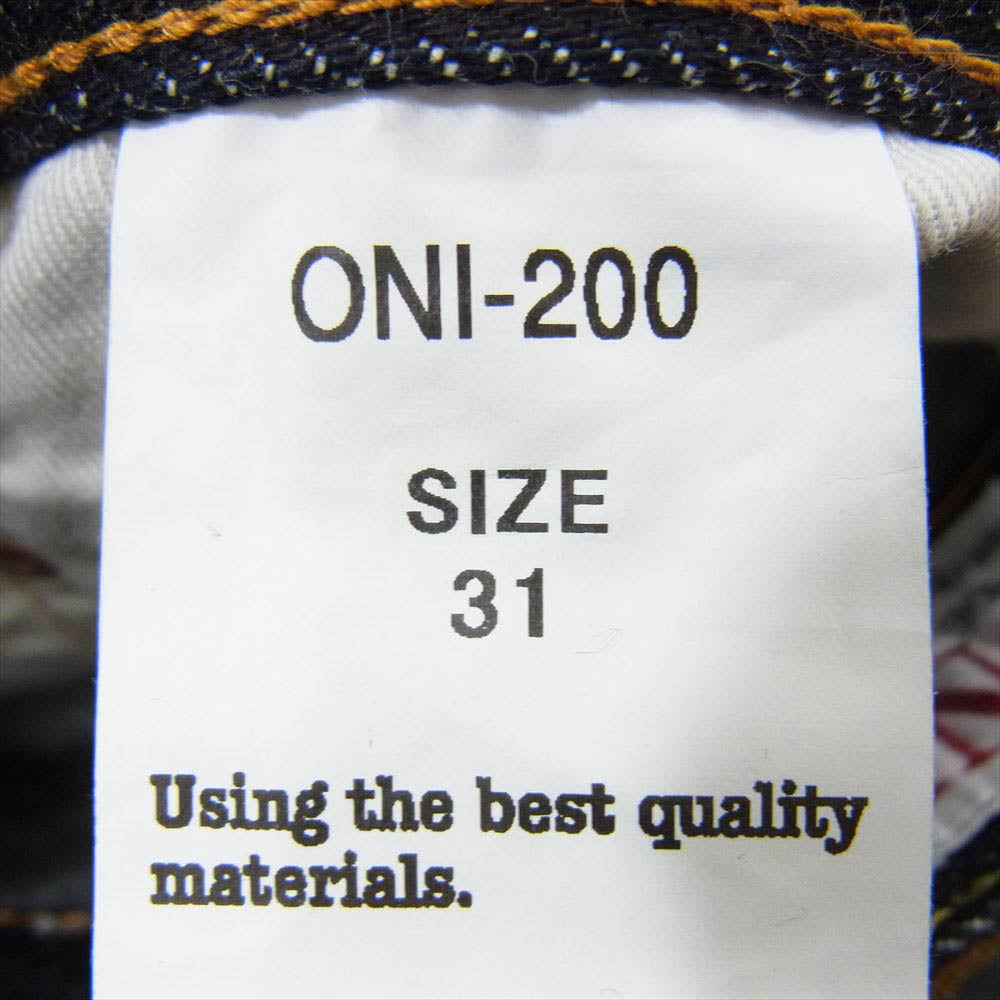 ONI-200
SIZE
31
Using the best quality
materials.